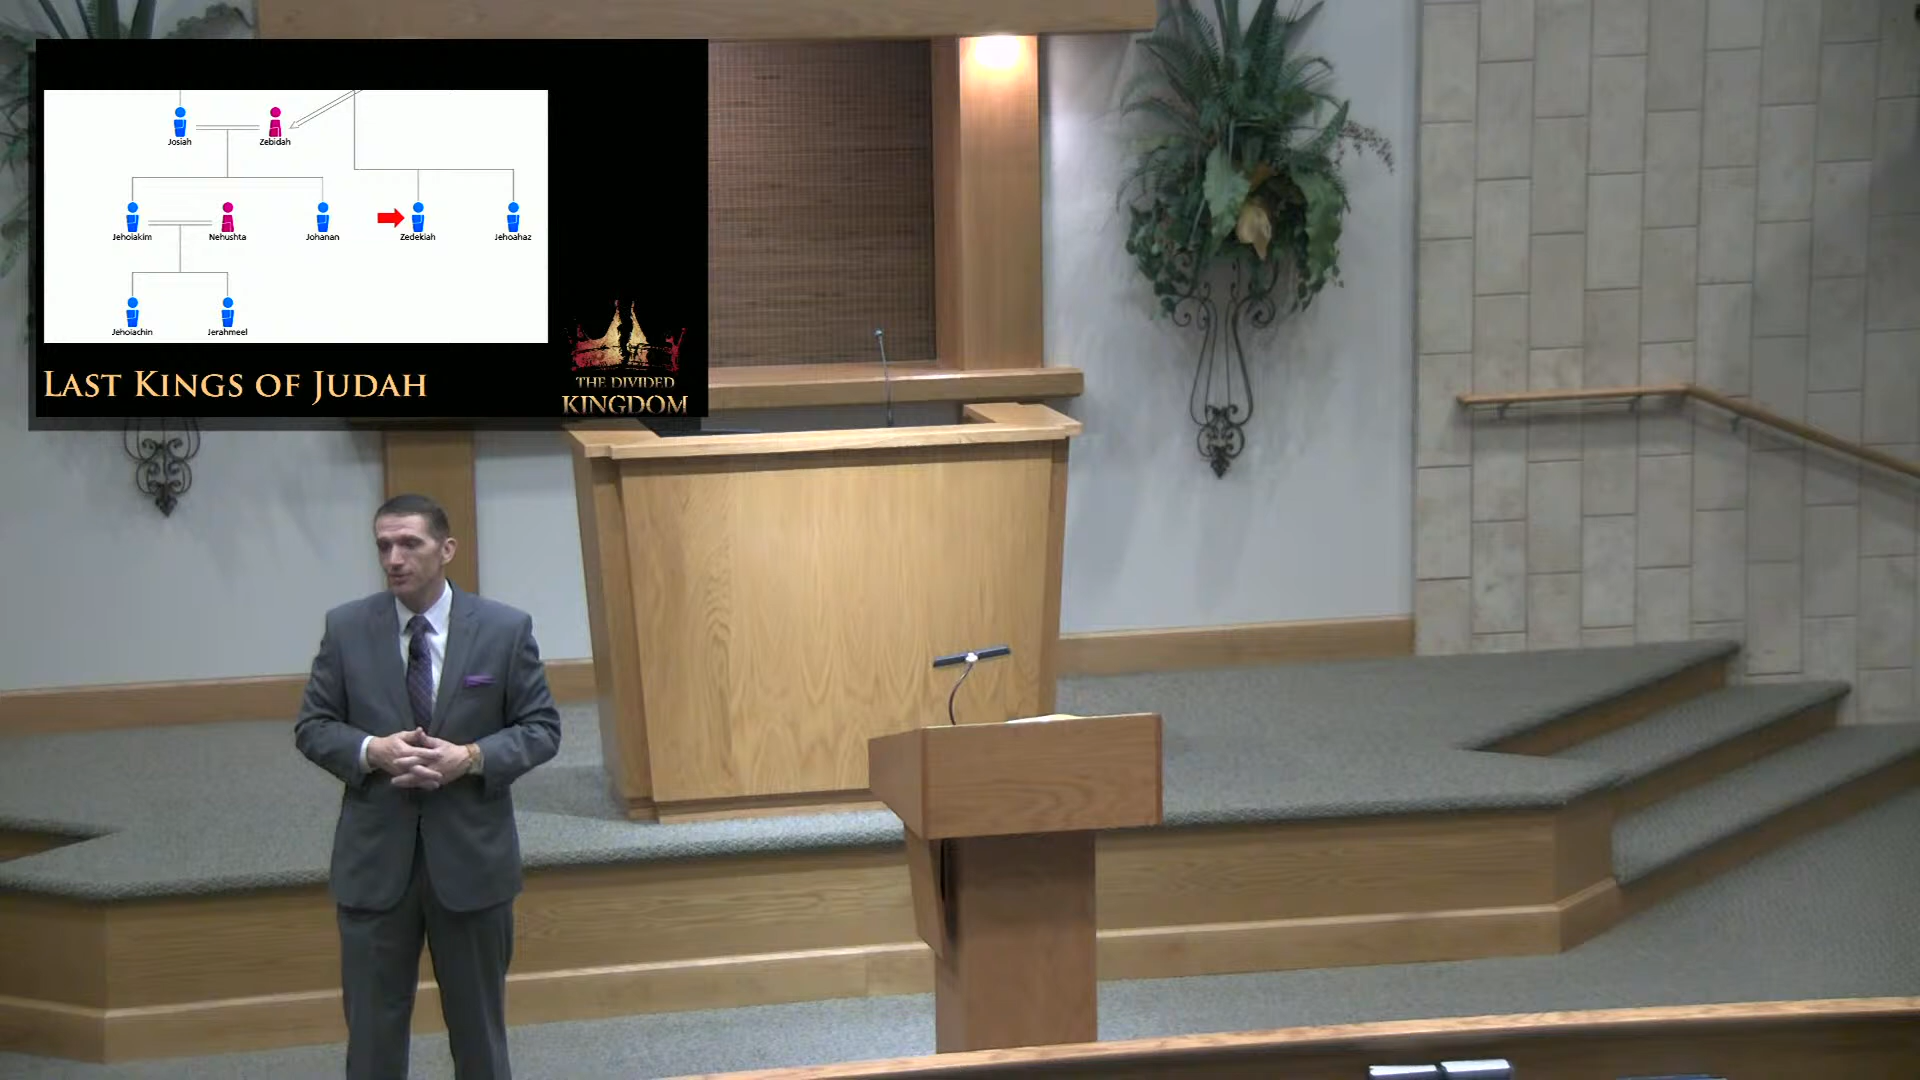 Josiah Zebidah
Jehoiakim Nehushta Johanan Zedekiah Jehoahaz
Jehoiachin Jerahmeel
LAST KINGS OF JUDAH
THE DIVIDED
KINGDOM